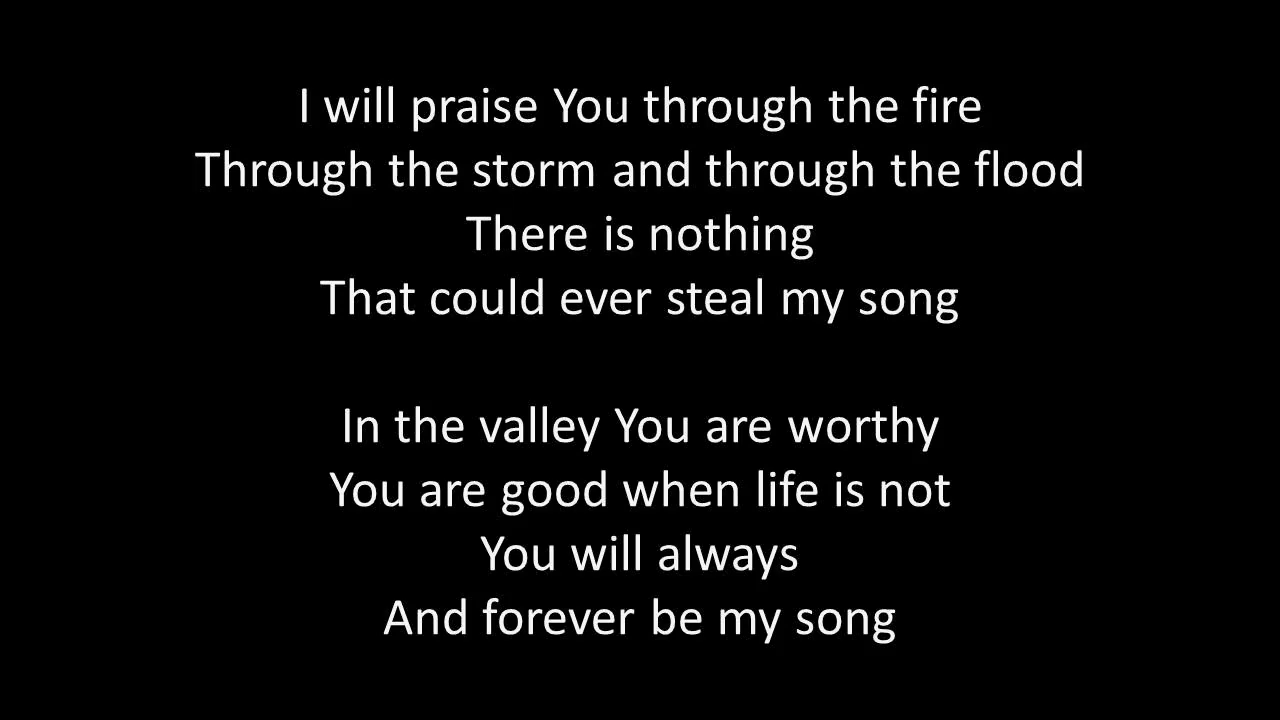 I will praise You through the fire
Through the storm and through the flood
There is nothing
That could ever steal my song
In the valley You are worthy
You are good when life is not
You will always
And forever be my song